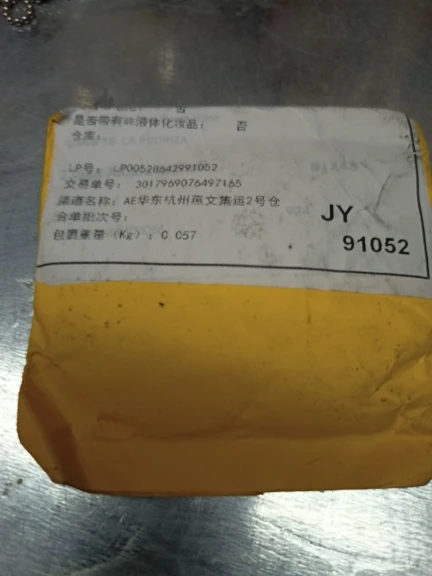 是否带有非液体化妆品： 否
仓库：
LP号： LP00528642991052
交易单号： 3017969076497165
渠道名称： AE华东杭州燕文集运2号仓
合单批次号：
包裹重量（Kg）：0.057
JY
91052